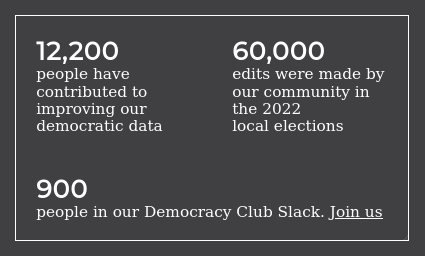 12,200
people have
contributed to
improving our
democratic data
60,000
edits were made by
our community in
the 2022
local elections
900
people in our Democracy Club Slack. Join us